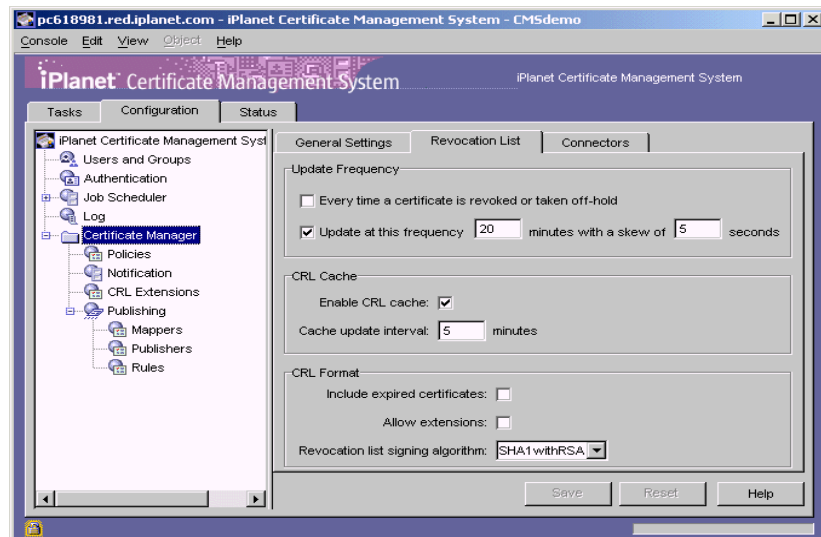 pc618981.red.iplanet.com - iPlanet Certificate Management System - CMSdemo
Console Edit View Object Help
iPlanet Certificate Management System
iPlanet Certificate Management System
Tasks Configuration Status
iPlanet Certificate Management Syst
Users and Groups
Authentication
Job Scheduler
Log
Certificate Manager
Policies
Notification
CRL Extensions
Publishing
Mappers
Publishers
Rules
General Settings Revocation List Connectors
Update Frequency
Every time a certificate is revoked or taken off-hold
Update at this frequency 20 minutes with a skew of 5 seconds
CRL Cache
Enable CRL cache:
Cache update interval: 5 minutes
CRL Format
Include expired certificates:
Allow extensions:
Revocation list signing algorithm: SHA1withRSA
Save Reset Help